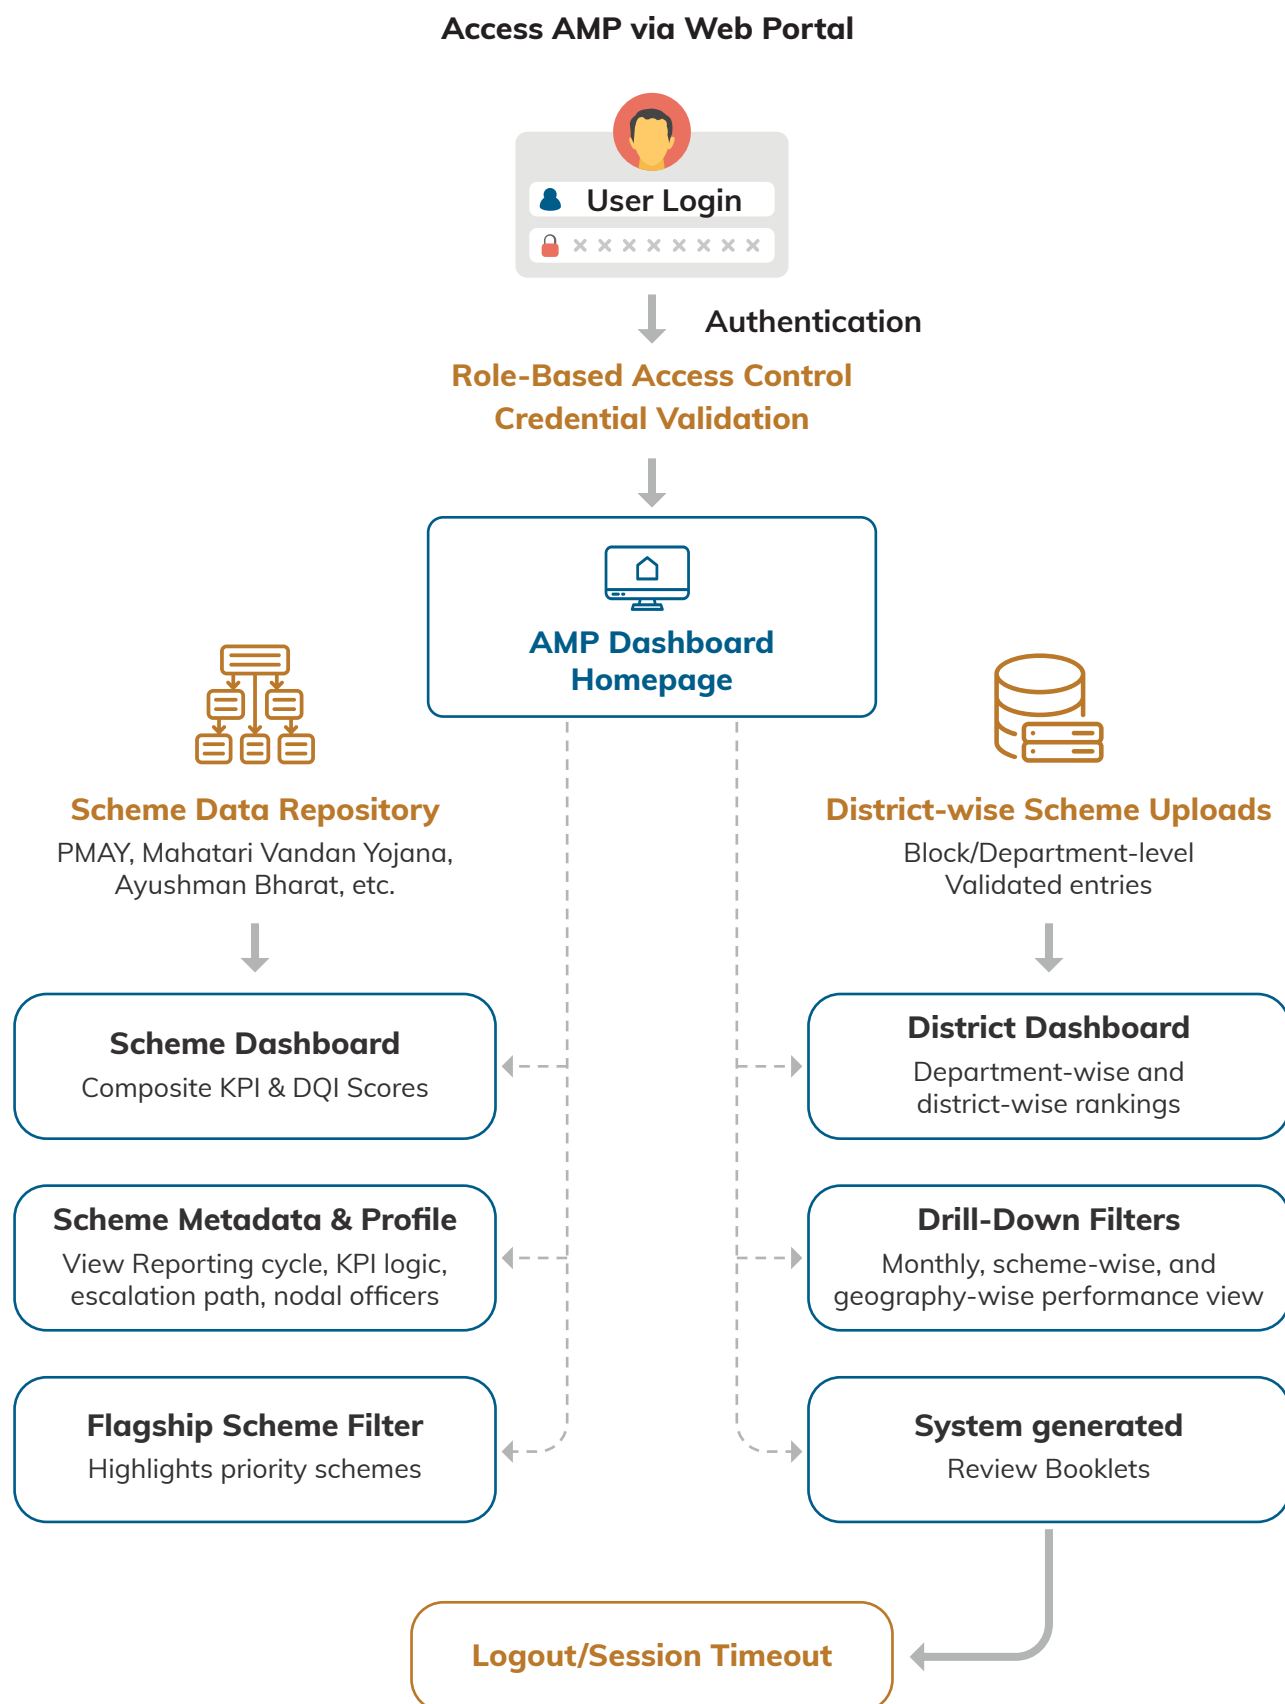 Access AMP via Web Portal
User Login
Authentication
Role-Based Access Control
Credential Validation
AMP Dashboard
Homepage
Scheme Data Repository
PMAY, Mahatari Vandan Yojana,
Ayushman Bharat, etc.
District-wise Scheme Uploads
Block/Department-level
Validated entries
Scheme Dashboard
Composite KPI & DQI Scores
District Dashboard
Department-wise and
district-wise rankings
Scheme Metadata & Profile
View Reporting cycle, KPI logic,
escalation path, nodal officers
Drill-Down Filters
Monthly, scheme-wise, and
geography-wise performance view
Flagship Scheme Filter
Highlights priority schemes
System generated
Review Booklets
Logout/Session Timeout